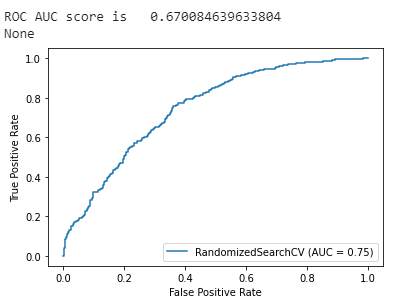 ROC AUC score is 0.670084639633804
None
1.0
0.8
0.6
0.4
0.2
0.0
True Positive Rate
RandomizedSearchCV (AUC = 0.75)
0.0 0.2 0.4 0.6 0.8 1.0
False Positive Rate